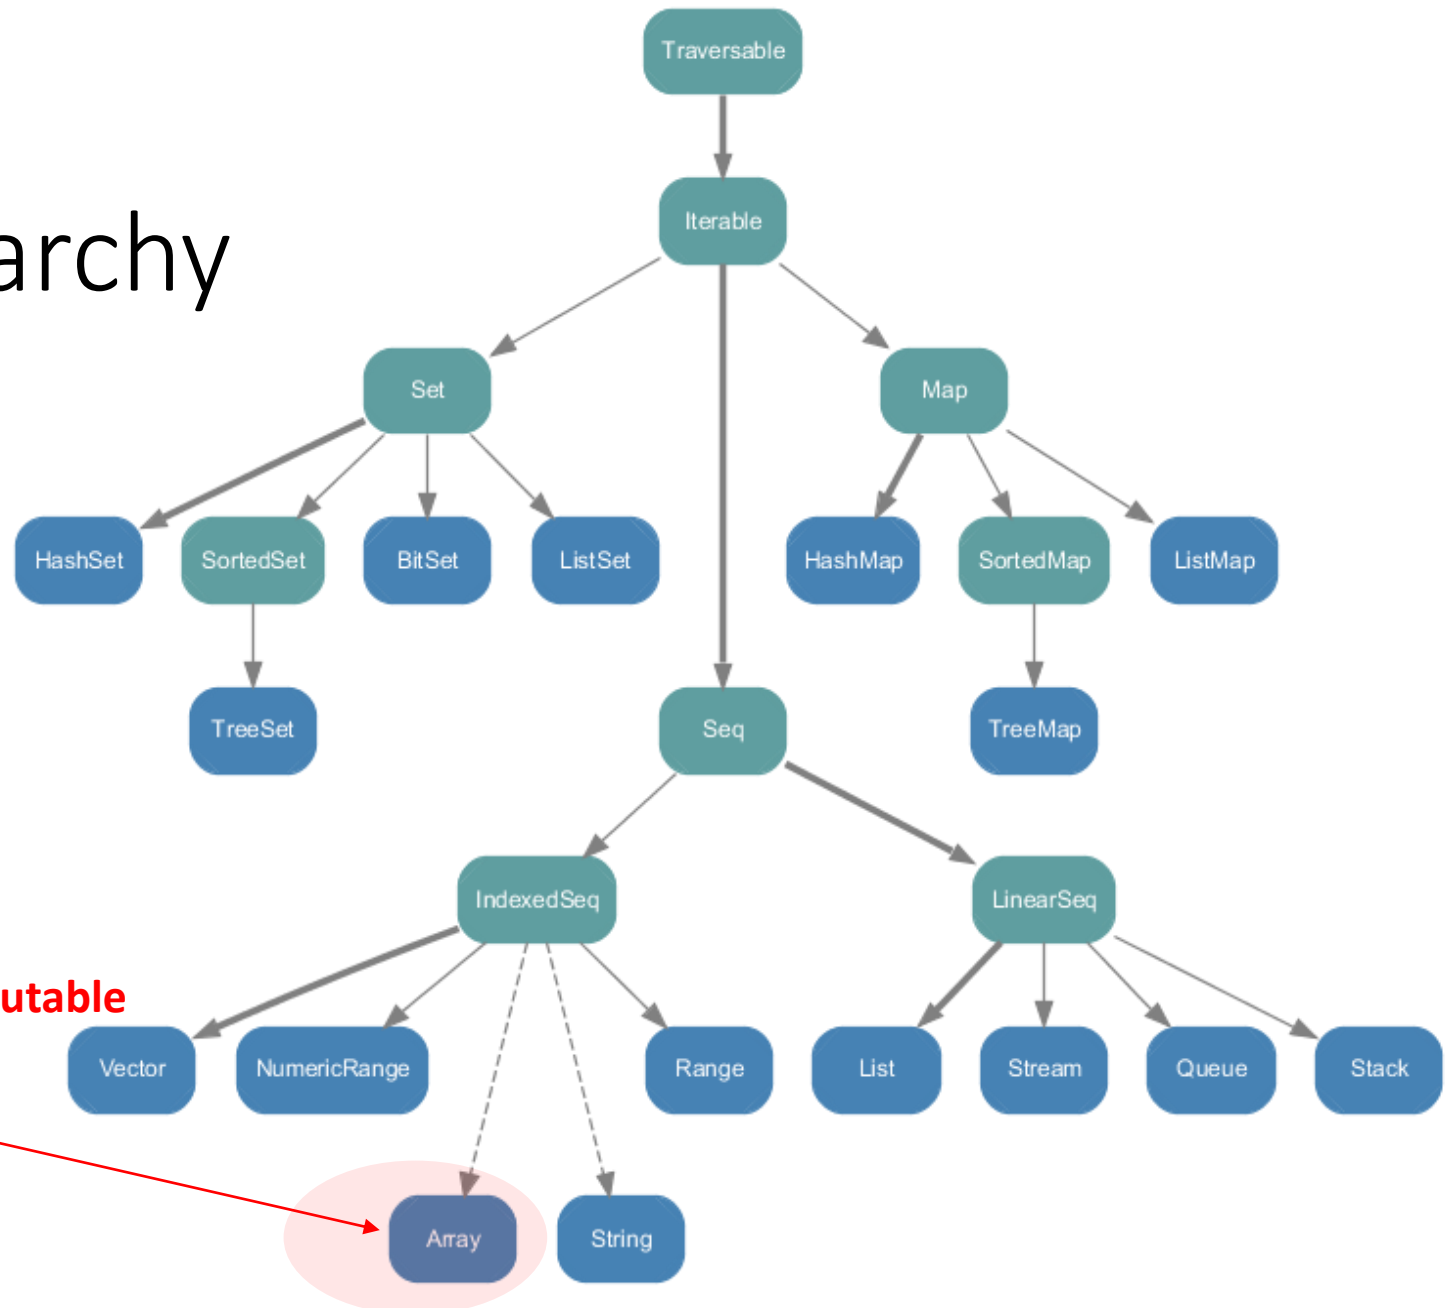 Traversable
Iterable
archy
Set
Map
HashSet
SortedSet
BitSet
ListSet
HashMap
SortedMap
ListMap
TreeSet
Seq
TreeMap
IndexedSeq
LinearSeq
utable
Vector
NumericRange
Range
List
Stream
Queue
Stack
Array
String